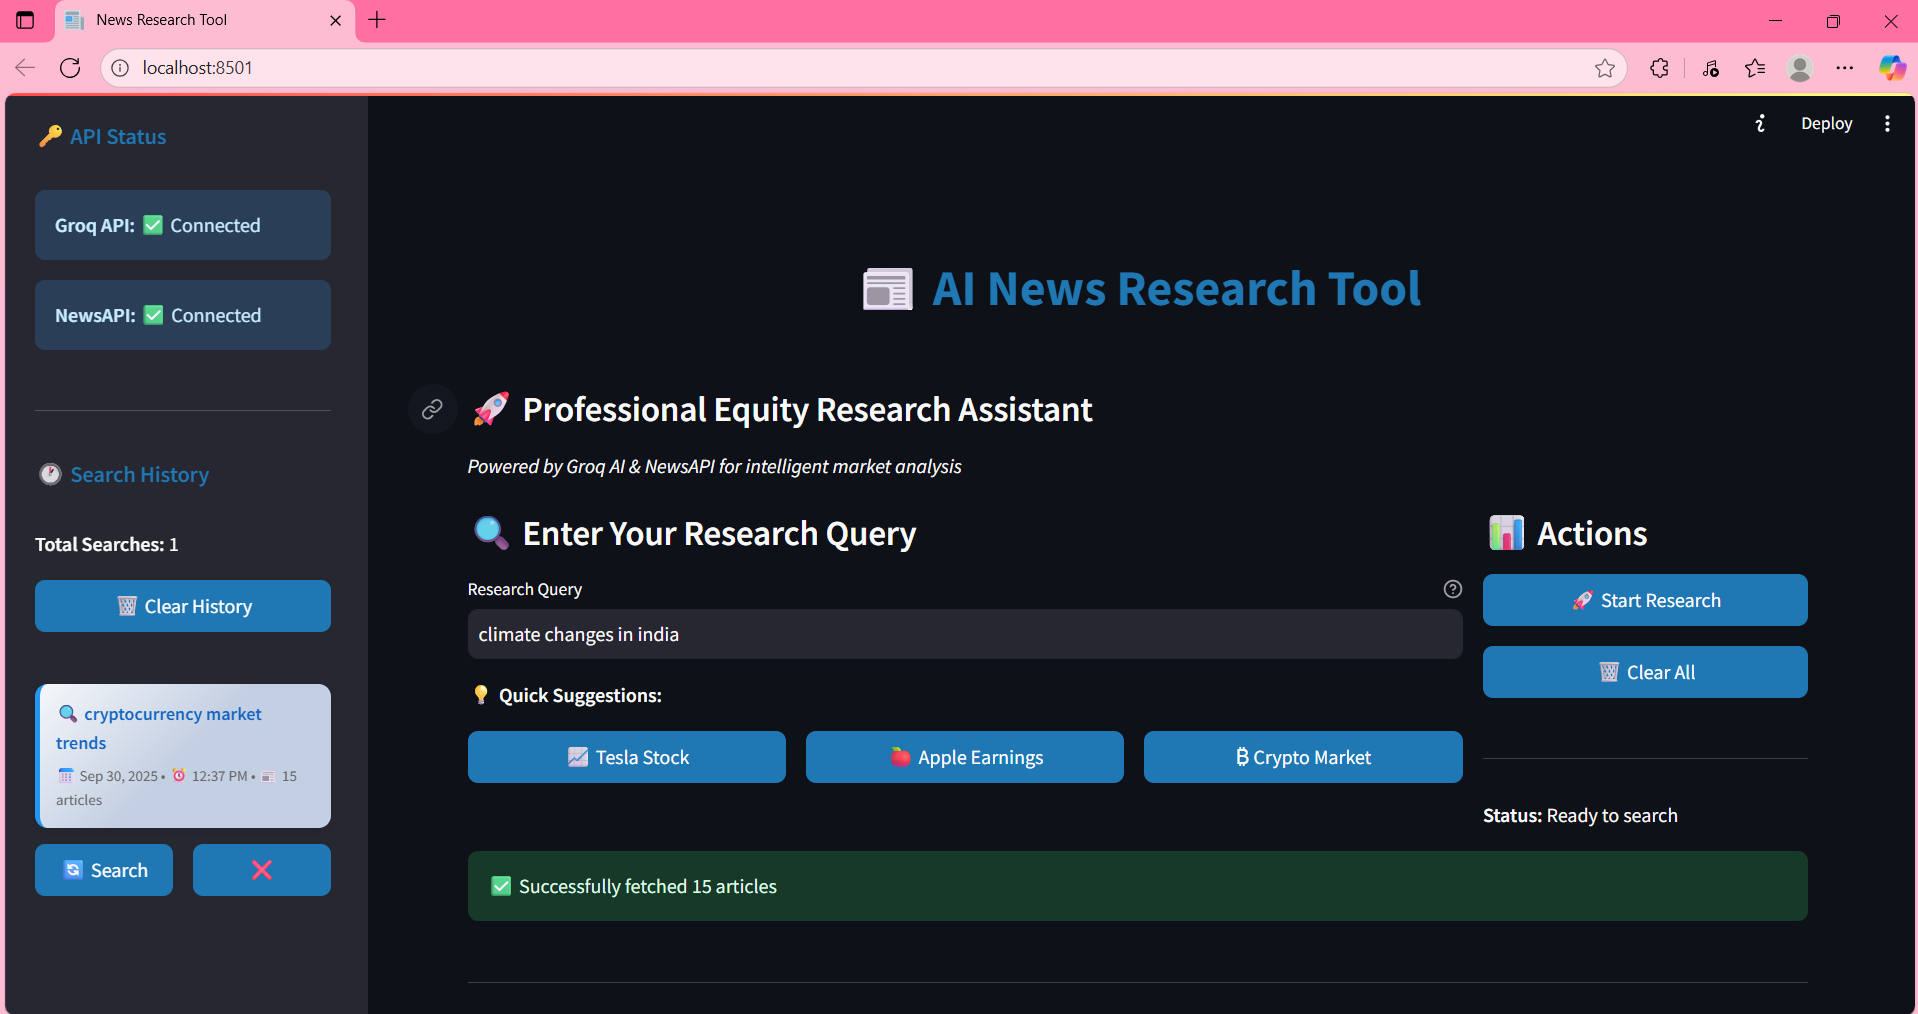 News Research Tool
localhost:8501
Deploy
🔑 API Status
Groq API: ✅ Connected
NewsAPI: ✅ Connected
🕐 Search History
Total Searches: 1
🗑️ Clear History
🔍 cryptocurrency market
trends
📅 Sep 30, 2025 • ⏰ 12:37 PM • 📰 15
articles
🔄 Search
❌
📰 AI News Research Tool
🚀 Professional Equity Research Assistant
Powered by Groq AI & NewsAPI for intelligent market analysis
🔍 Enter Your Research Query
Research Query
climate changes in india
💡 Quick Suggestions:
📈 Tesla Stock
🍎 Apple Earnings
₿ Crypto Market
📊 Actions
🚀 Start Research
🗑️ Clear All
Status: Ready to search
✅ Successfully fetched 15 articles